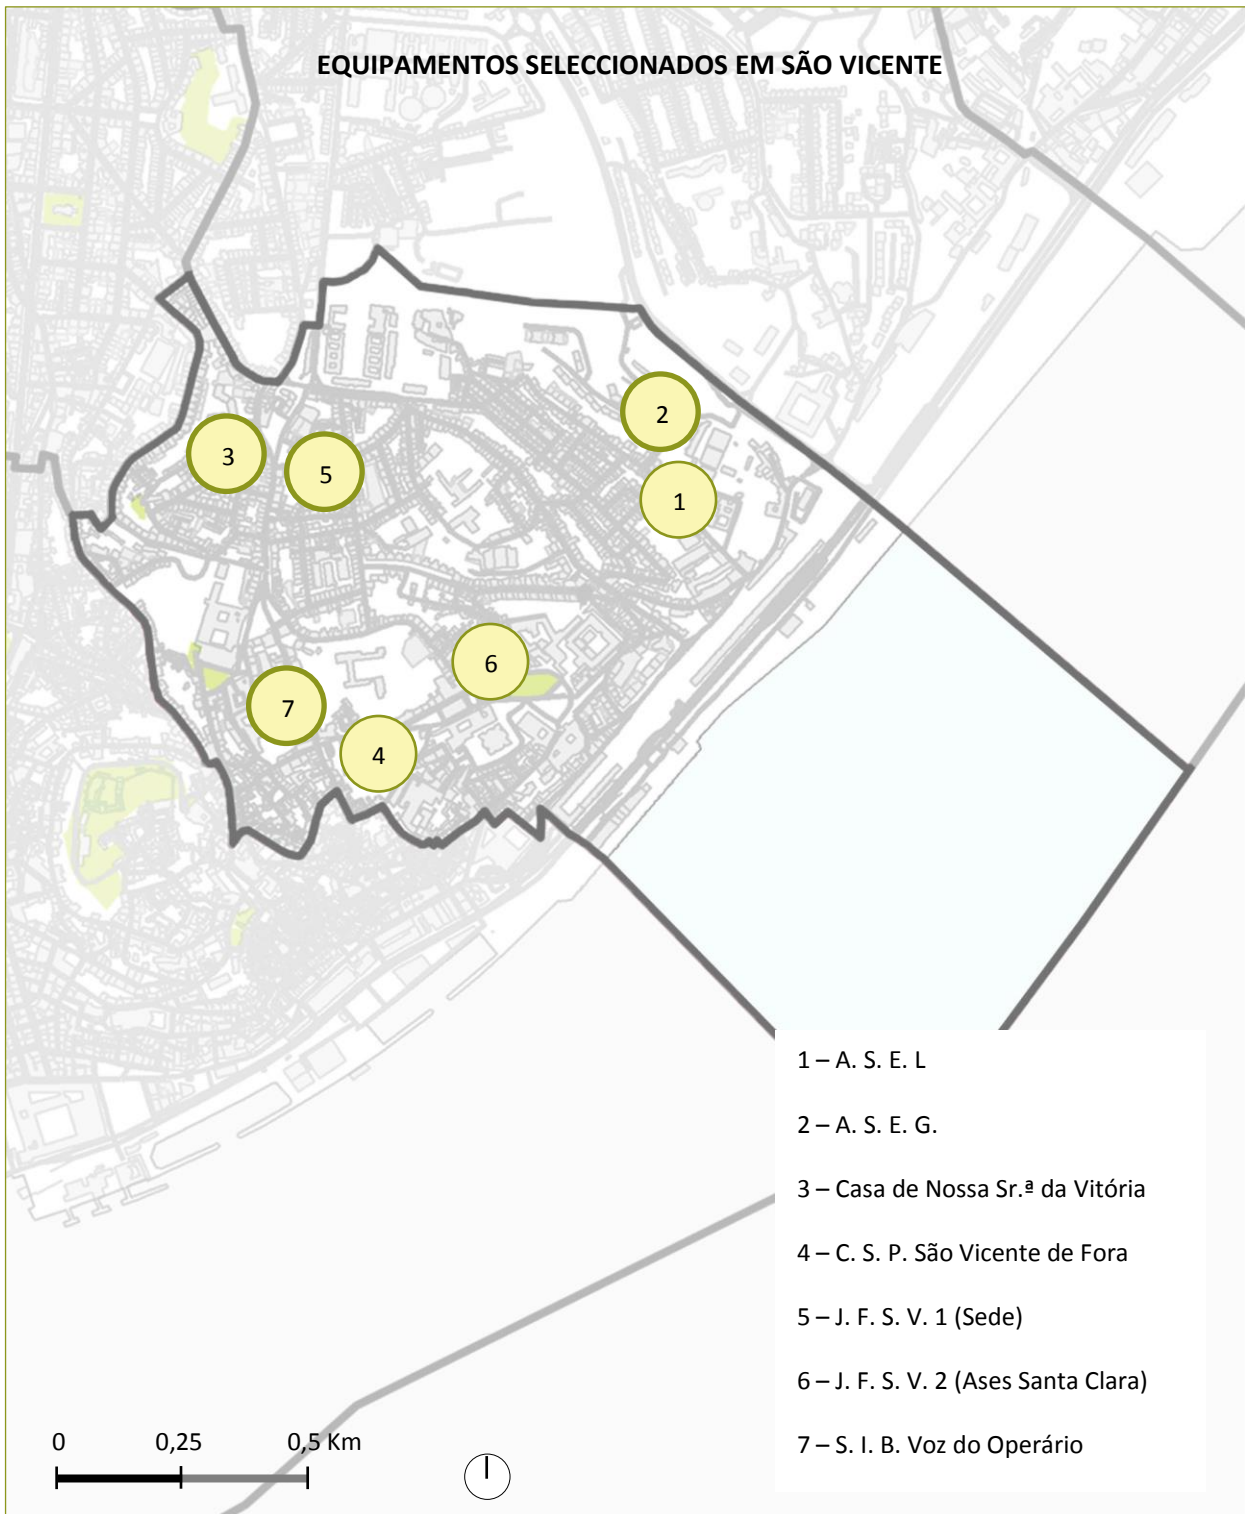 EQUIPAMENTOS SELECCIONADOS EM SÃO VICENTE
2
3
5
1
6
7
4
1 – A. S. E. L
2 – A. S. E. G.
3 – Casa de Nossa Sr.ª da Vitória
4 – C. S. P. São Vicente de Fora
5 – J. F. S. V. 1 (Sede)
6 – J. F. S. V. 2 (Ases Santa Clara)
7 – S. I. B. Voz do Operário
0 0,25 0,5 Km